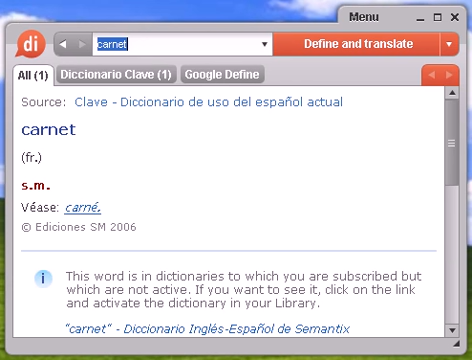 Menu
di
carnet
Define and translate
All (1) Diccionario Clave (1) Google Define
Source: Clave - Diccionario de uso del español actual
carnet
(fr.)
s.m.
Véase: carné.
© Ediciones SM 2006
i
This word is in dictionaries to which you are subscribed but
which are not active. If you want to see it, click on the link
and activate the dictionary in your Library.
"carnet" - Diccionario Inglés-Español de Semantix